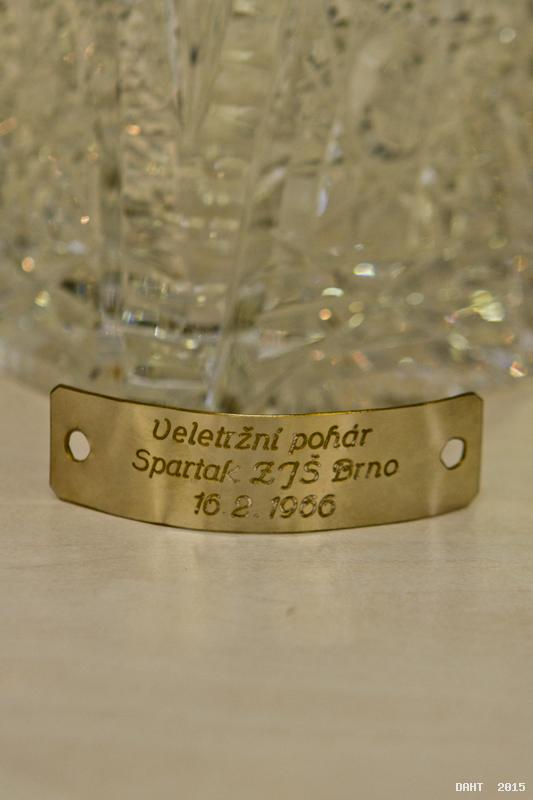 Veletržní pohár
Spartak ZJŠ Brno
16.2.1966
DAHT 2015